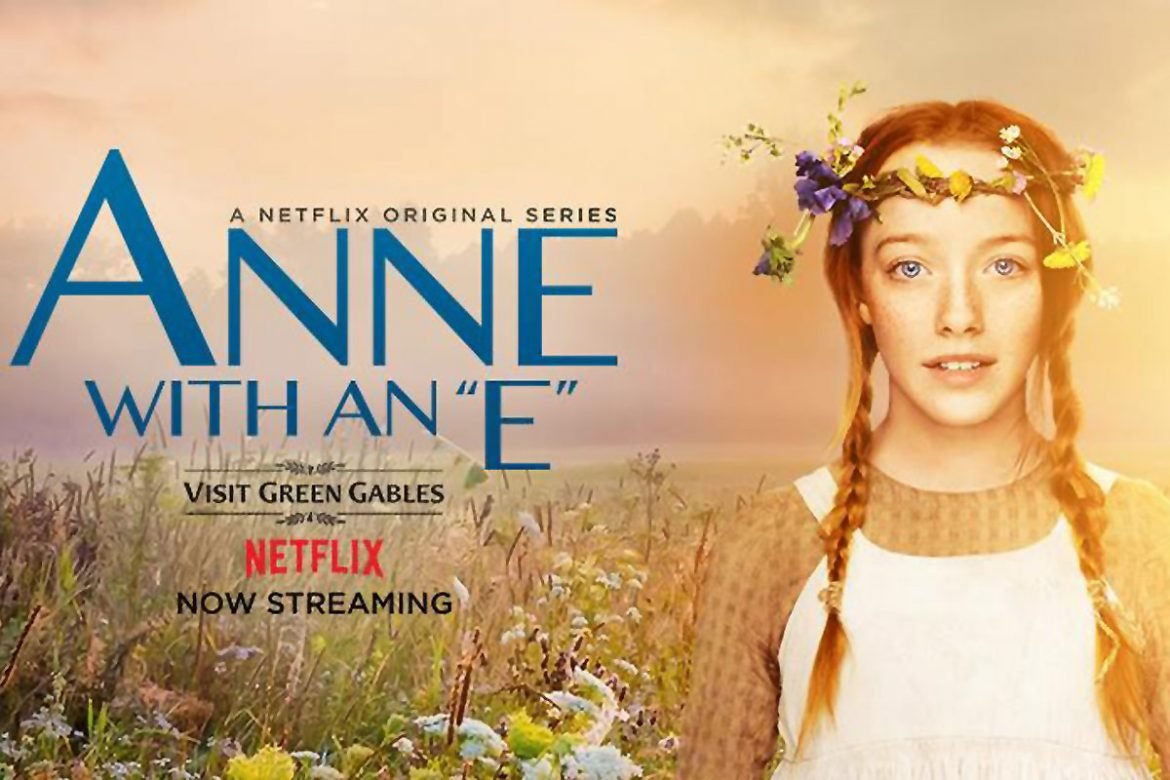 A NETFLIX ORIGINAL SERIES
ANNE
WITH AN “E”
VISIT GREEN GABLES
NETFLIX
NOW STREAMING